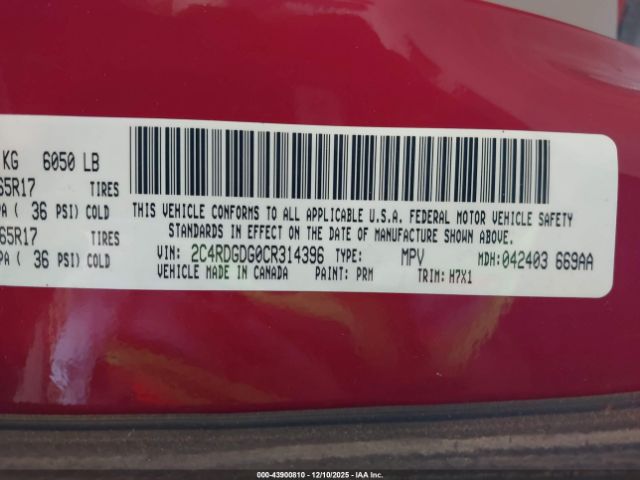 KG 6050 LB
65R17 TIRES
PA ( 36 PSI) COLD
65R17 TIRES
PA ( 36 PSI) COLD
THIS VEHICLE CONFORMS TO ALL APPLICABLE U.S.A. FEDERAL MOTOR VEHICLE SAFETY
STANDARDS IN EFFECT ON THE DATE OF MANUFACTURE SHOWN ABOVE.
VIN: 2C4RDGDG0CR314396 TYPE: MPV MDH:042403 669AA
VEHICLE MADE IN CANADA PAINT: PRM TRIM: H7X1
000-43900810 - 12/10/2025 - IAA Inc.